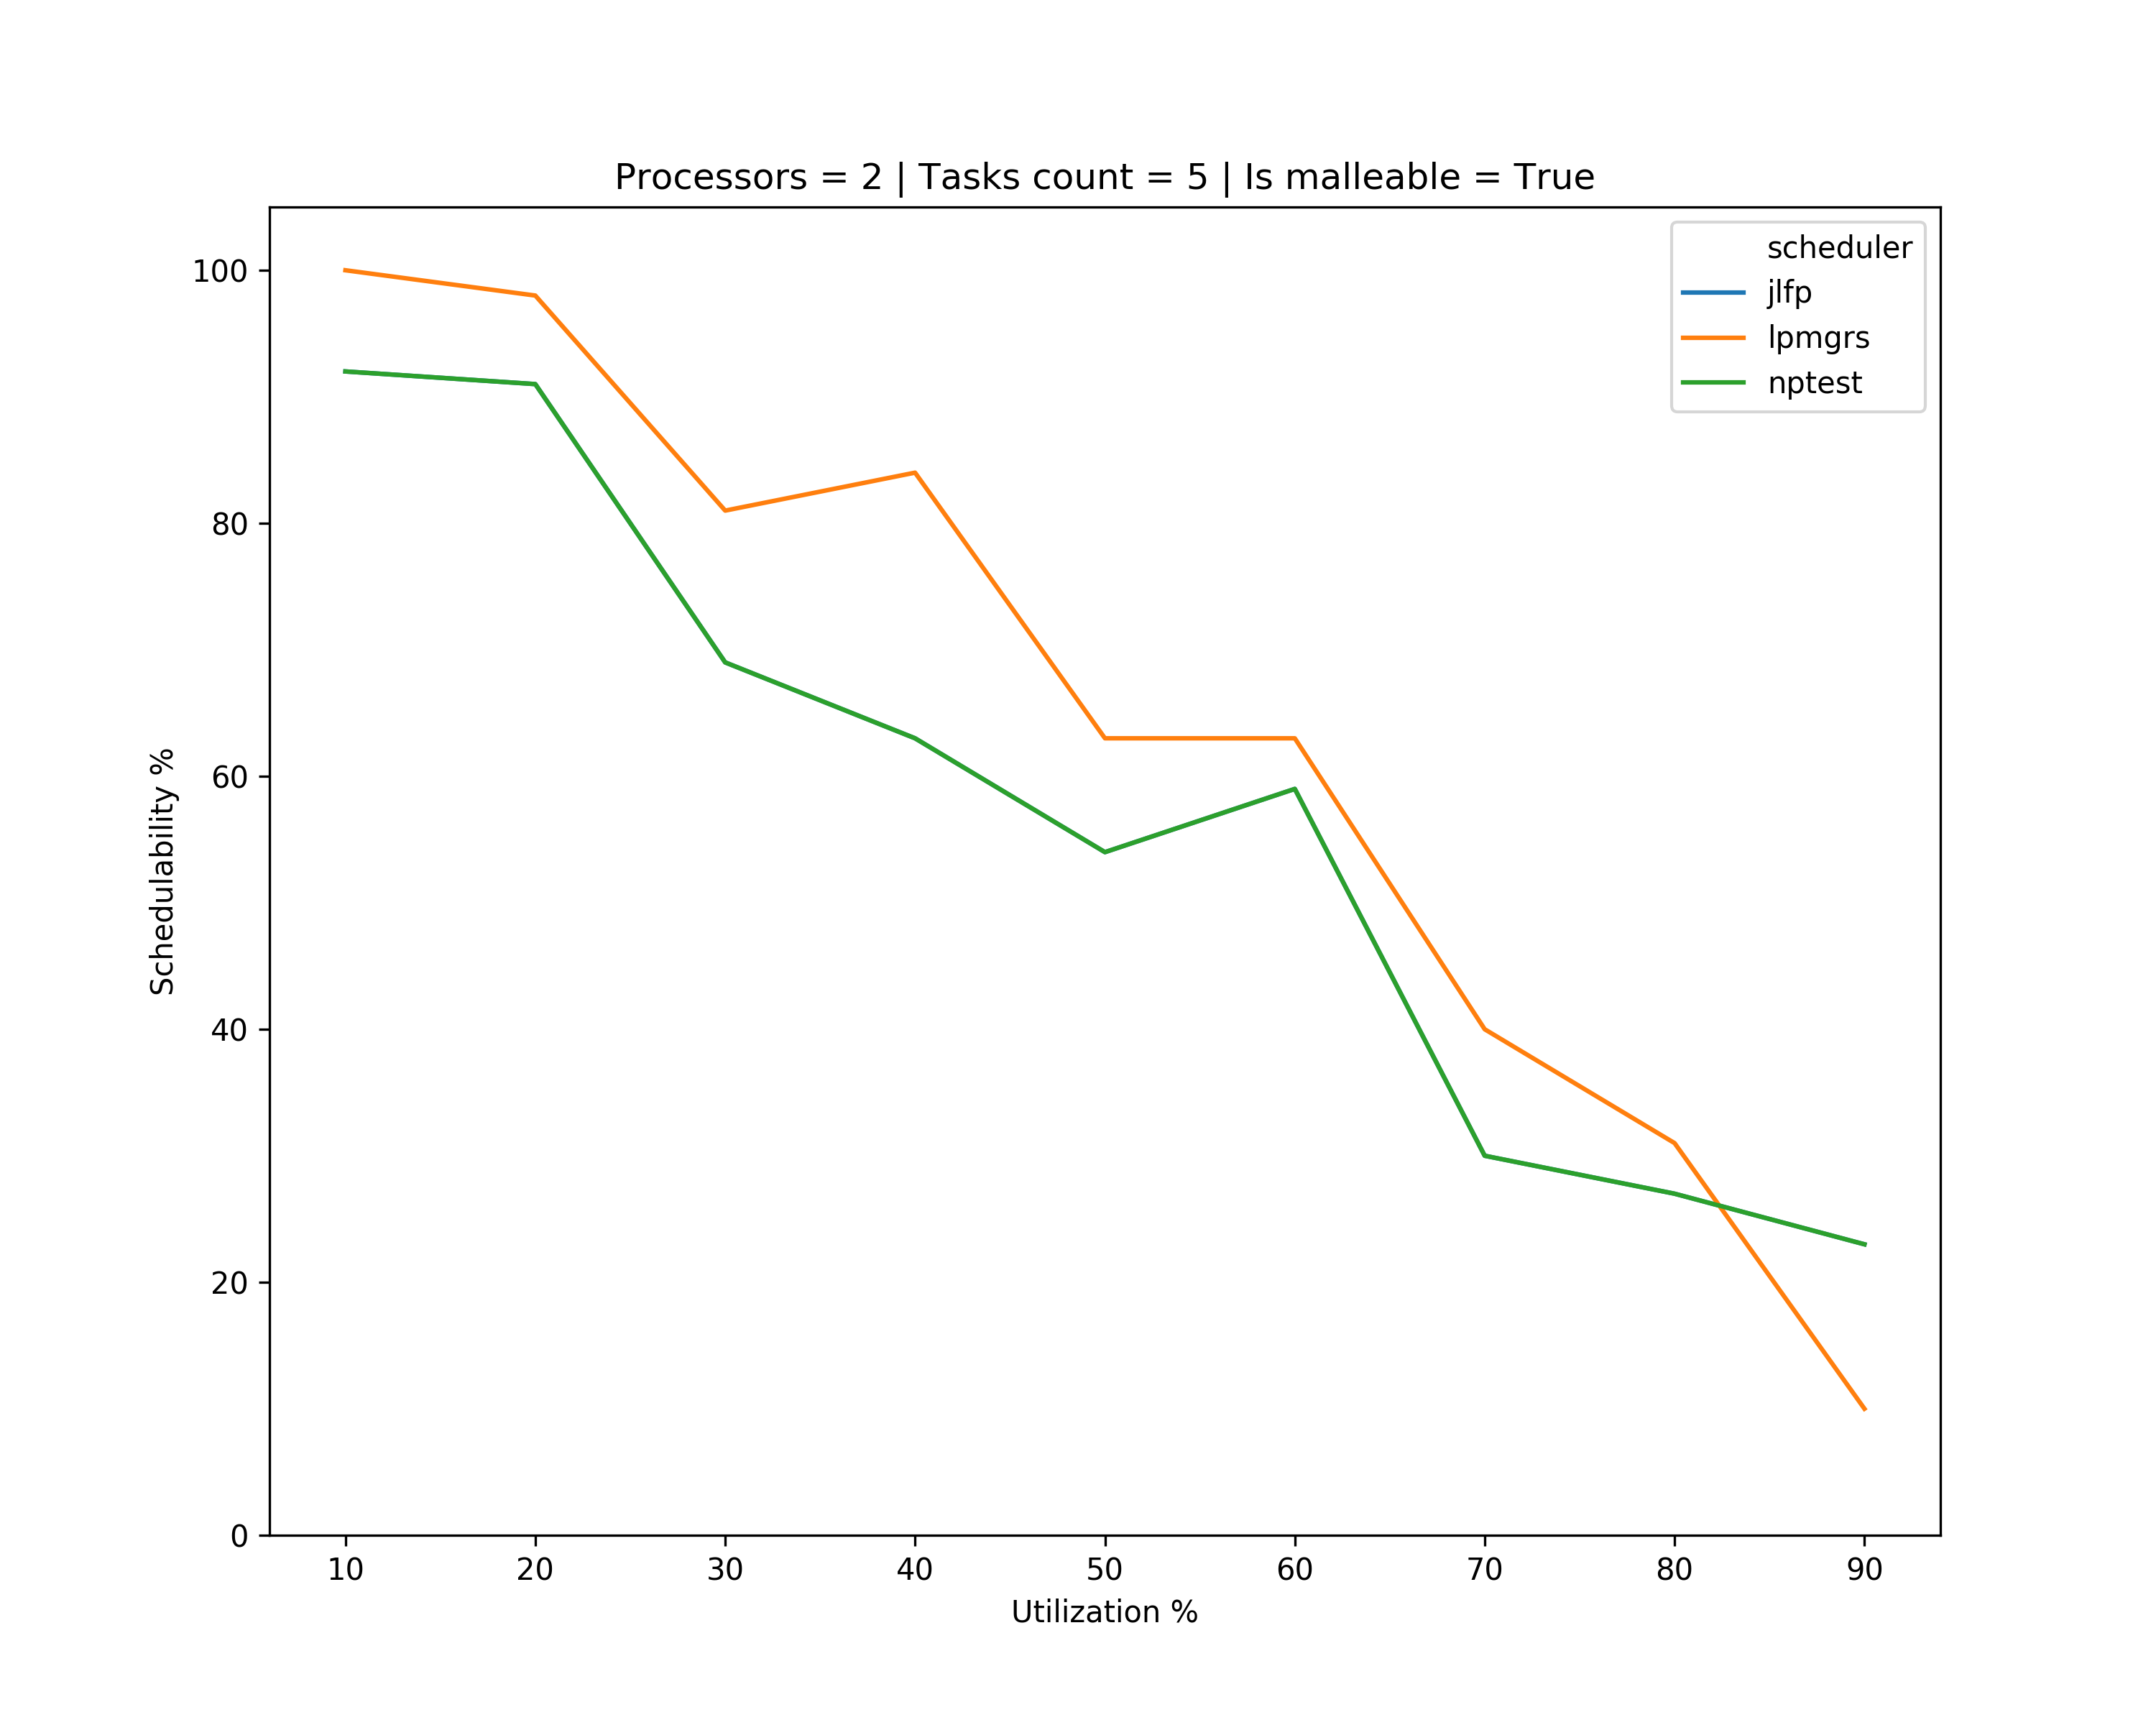 Processors = 2 | Tasks count = 5 | Is malleable = True
scheduler
jlfp
lpmgrs
nptest
Schedulability %
100
80
60
40
20
0
10 20 30 40 50 60 70 80 90
Utilization %